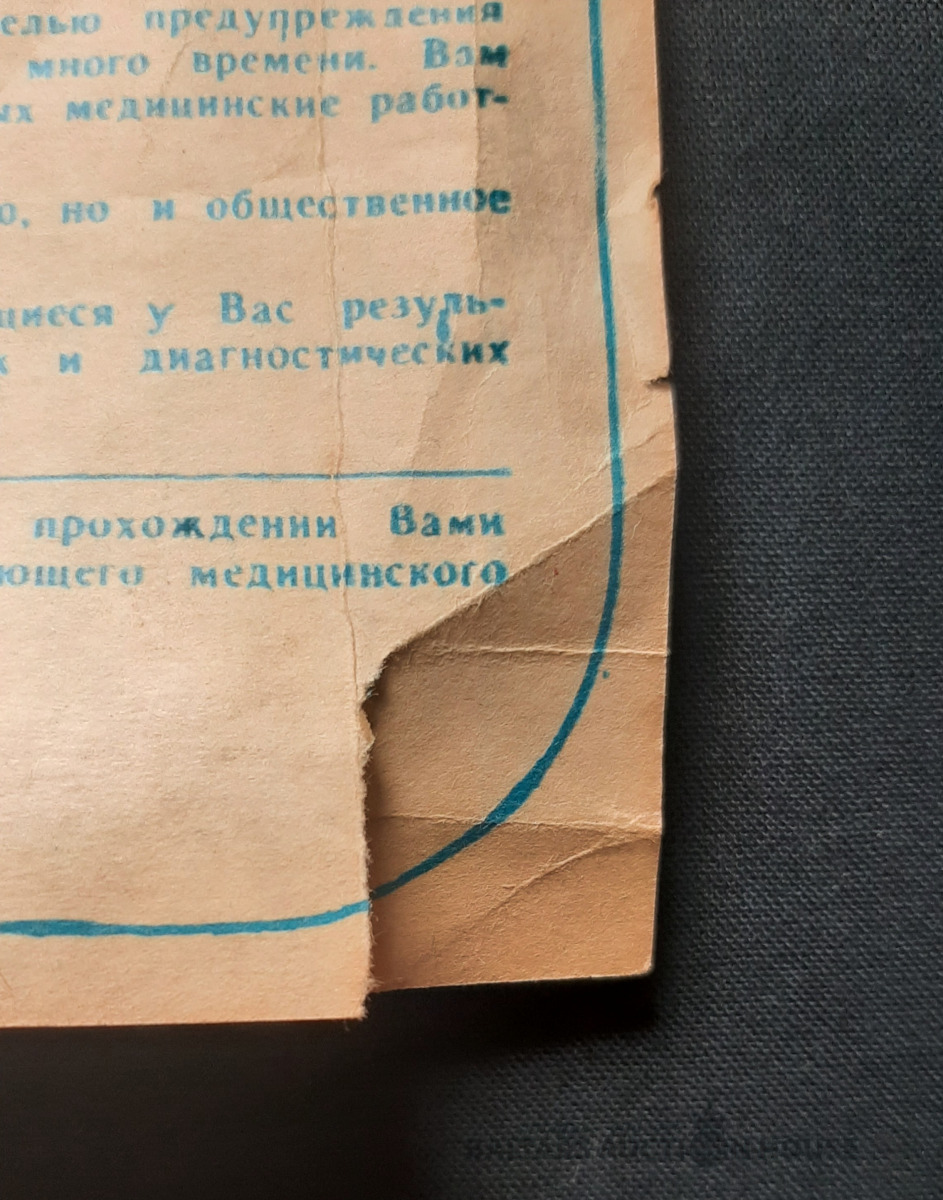 елью предупреждения
много времени. Вам
ых медицинские работ-
о, но и общественное
щиеся у Вас резуль-
х и диагностических
прохождении Вами
ющего медицинского